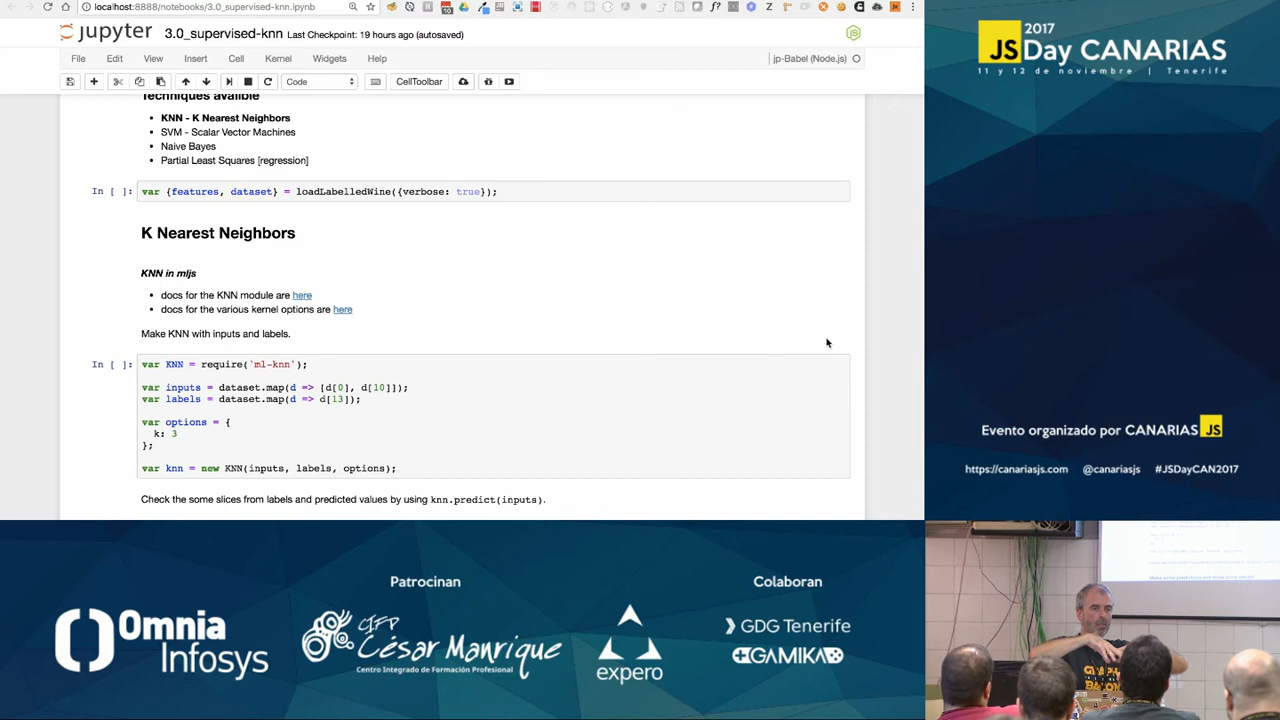 localhost:8888/notebooks/3.0_supervised-knn.ipynb
jupyter 3.0_supervised-knn Last Checkpoint: 19 hours ago (autosaved)
File Edit View Insert Cell Kernel Widgets Help
jp-Babel (Node.js)
Code
CellToolbar
Techniques availible
KNN - K Nearest Neighbors
SVM - Scalar Vector Machines
Naive Bayes
Partial Least Squares [regression]
In [ ]: var {features, dataset} = loadLabelledWine({verbose: true});
K Nearest Neighbors
KNN in mljs
docs for the KNN module are here
docs for the various kernel options are here
Make KNN with inputs and labels.
In [ ]: var KNN = require('ml-knn');
var inputs = dataset.map(d => [d[0], d[10]]);
var labels = dataset.map(d => d[13]);
var options = {
k: 3
};
var knn = new KNN(inputs, labels, options);
Check the some slices from labels and predicted values by using knn.predict(inputs).
2017
JS Day CANARIAS
11 y 12 de noviembre | Tenerife
Evento organizado por CANARIAS JS
https://canariasjs.com @canariasjs #JSDayCAN2017
Patrocinan
Omnia
Infosys
CIFP
César Manrique
Centro Integrado de Formación Profesional
expero
Colaboran
GDG Tenerife
GAMIKA